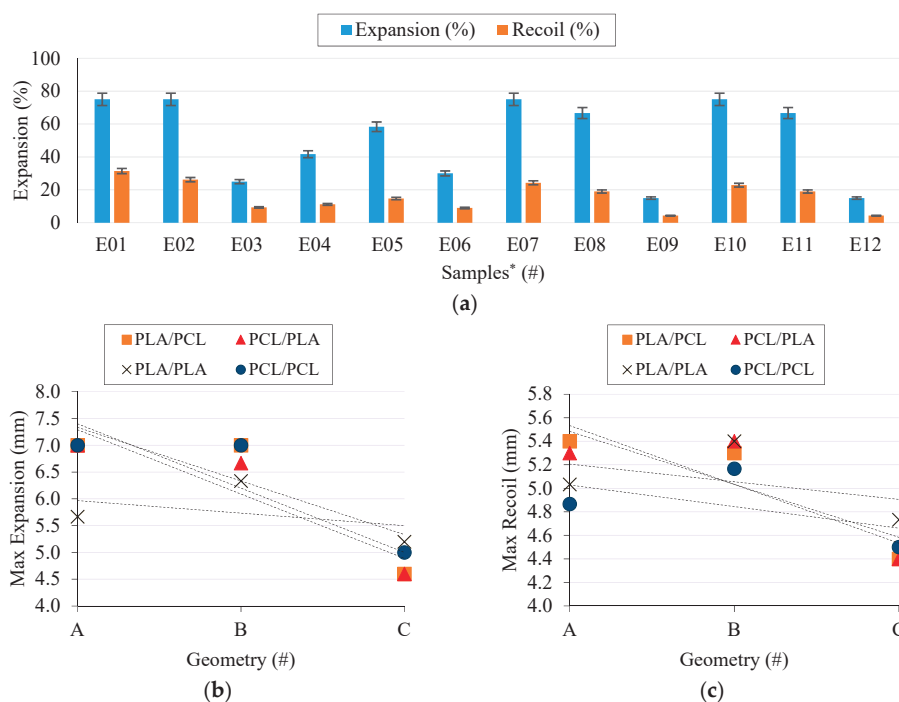 Expansion (%) Recoil (%)
100
80
60
40
20
0
Expansion (%)
E01 E02 E03 E04 E05 E06 E07 E08 E09 E10 E11 E12
Samples* (#)
(a)
PLA/PCL PCL/PLA
PLA/PLA PCL/PCL
8.0
7.5
7.0
6.5
6.0
5.5
5.0
4.5
4.0
Max Expansion (mm)
A B C
Geometry (#)
(b)
PLA/PCL PCL/PLA
PLA/PLA PCL/PCL
5.8
5.6
5.4
5.2
5.0
4.8
4.6
4.4
4.2
4.0
Max Recoil (mm)
A B C
Geometry (#)
(c)